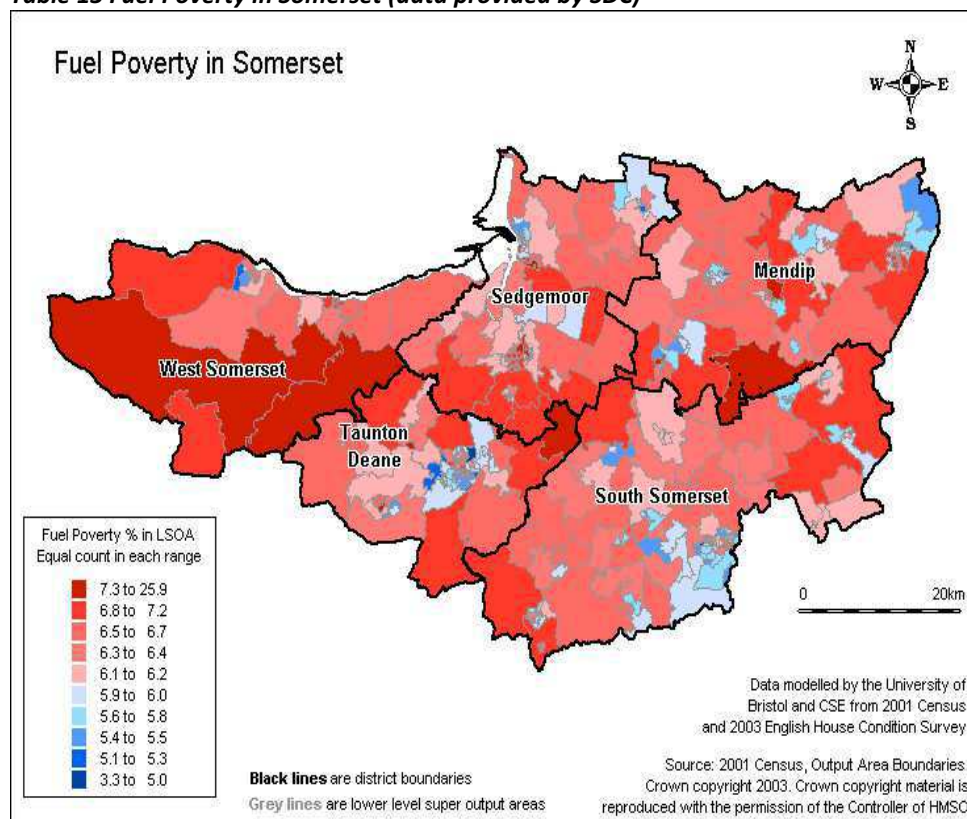 Table 15 Fuel Poverty in Somerset (data provided by SDC)
Fuel Poverty in Somerset
N
W E
S
Mendip
Sedgemoor
West Somerset
Taunton
Deane
South Somerset
Fuel Poverty % in LSOA
Equal count in each range
7.3 to 25.9
6.8 to 7.2
6.5 to 6.7
6.3 to 6.4
6.1 to 6.2
5.9 to 6.0
5.6 to 5.8
5.4 to 5.5
5.1 to 5.3
3.3 to 5.0
0 20km
Data modelled by the University of
Bristol and CSE from 2001 Census
and 2003 English House Condition Survey
Black lines are district boundaries
Grey lines are lower level super output areas
Source: 2001 Census, Output Area Boundaries.
Crown copyright 2003. Crown copyright material is
reproduced with the permission of the Controller of HMSO